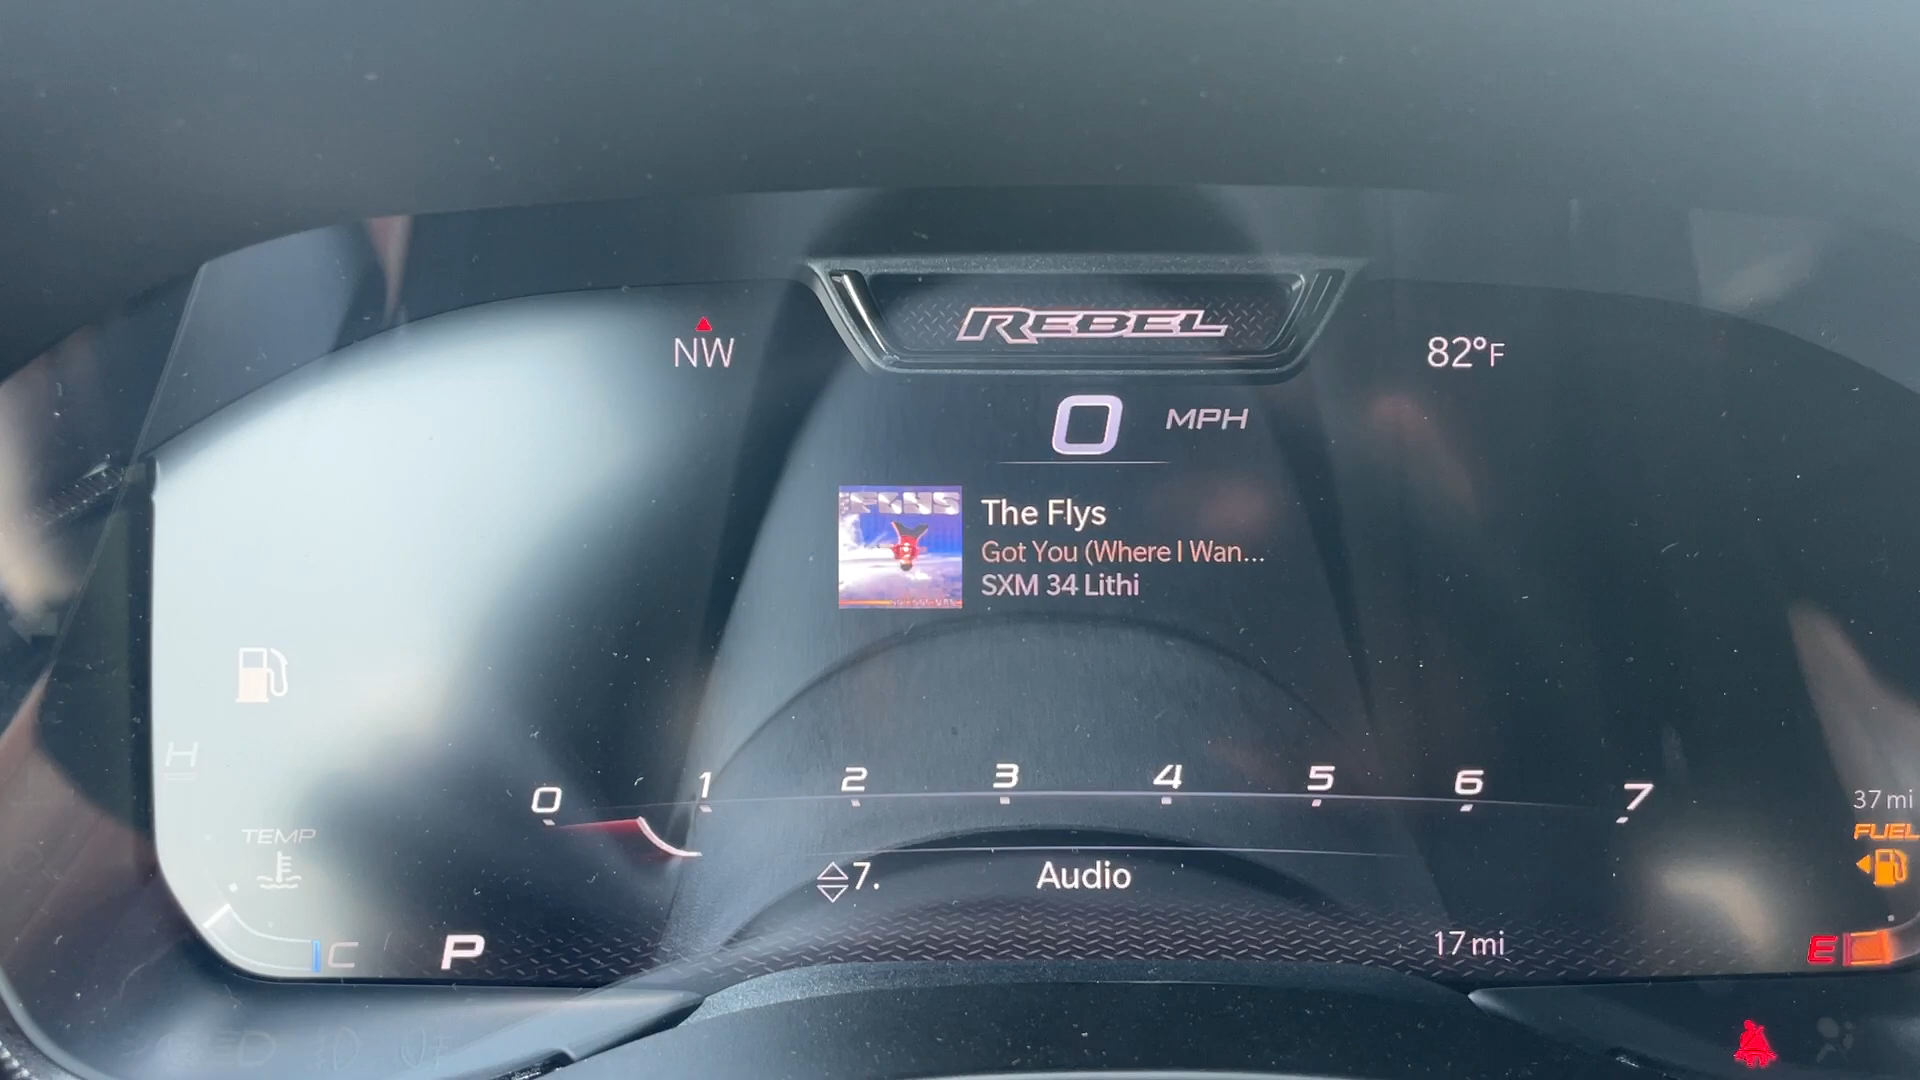 REBEL
NW
82°F
0 MPH
FLYS
The Flys
Got You (Where I Wan...
SXM 34 Lithi
H
0 1 2 3 4 5 6 7
37 mi
TEMP
FUEL
7.
Audio
C
P
17 mi
E